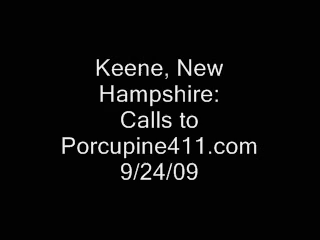 Keene, New
Hampshire:
Calls to
Porcupine411.com
9/24/09